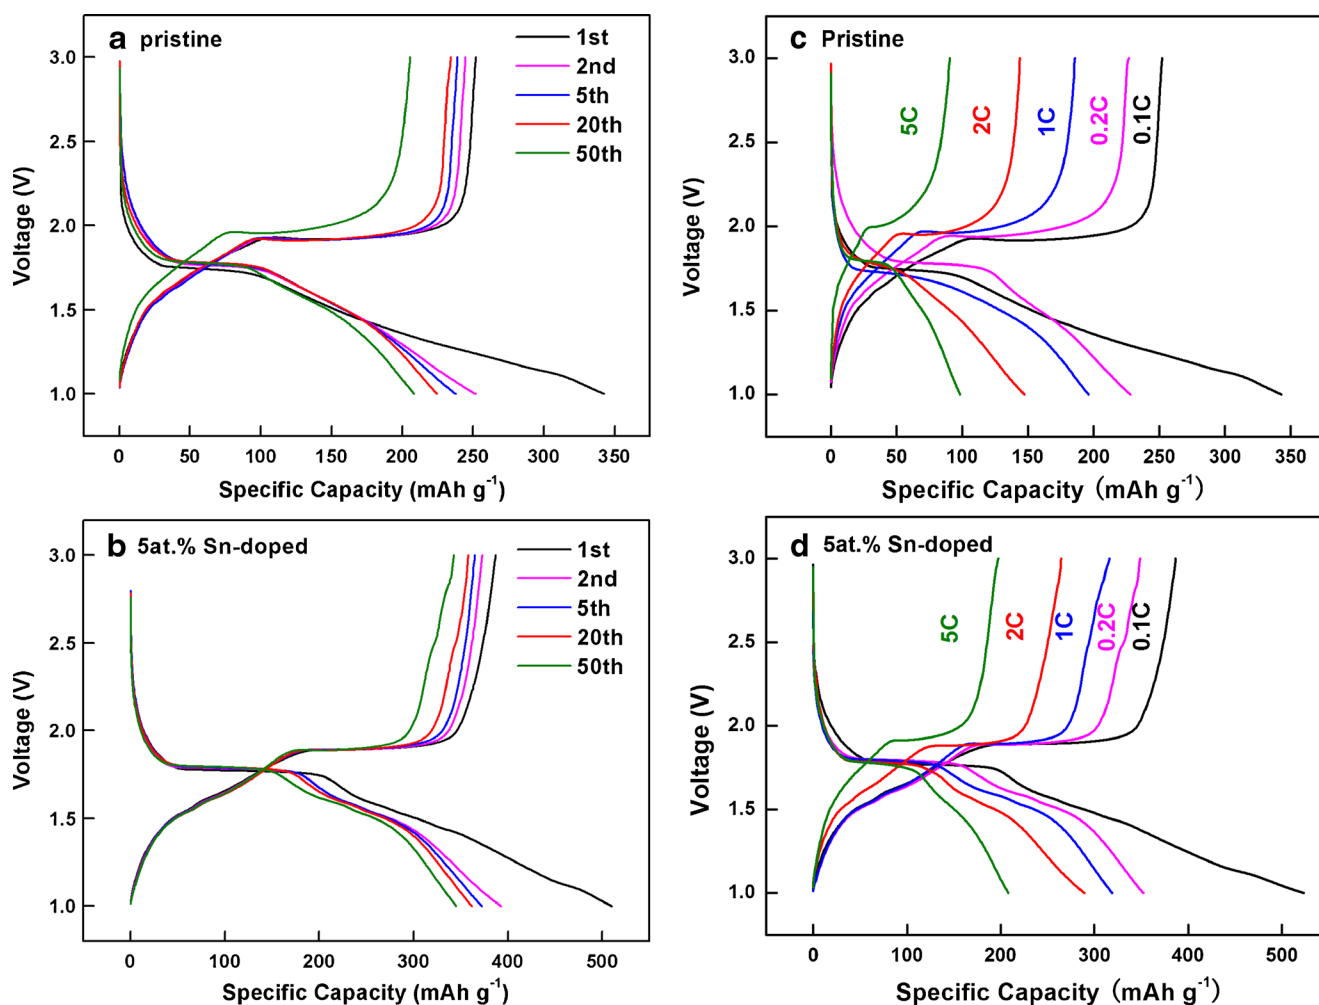 a pristine
1st
2nd
5th
20th
50th
3.0
2.5
2.0
1.5
1.0
Voltage (V)
0 50 100 150 200 250 300 350
Specific Capacity (mAh g⁻¹)
c Pristine
5C 2C 1C 0.2C 0.1C
3.0
2.5
2.0
1.5
1.0
Voltage (V)
0 50 100 150 200 250 300 350
Specific Capacity (mAh g⁻¹)
b 5at.% Sn-doped
1st
2nd
5th
20th
50th
3.0
2.5
2.0
1.5
1.0
Voltage (V)
0 100 200 300 400 500
Specific Capacity (mAh g⁻¹)
d 5at.% Sn-doped
5C 2C 1C 0.2C 0.1C
3.0
2.5
2.0
1.5
1.0
Voltage (V)
0 100 200 300 400 500
Specific Capacity (mAh g⁻¹)